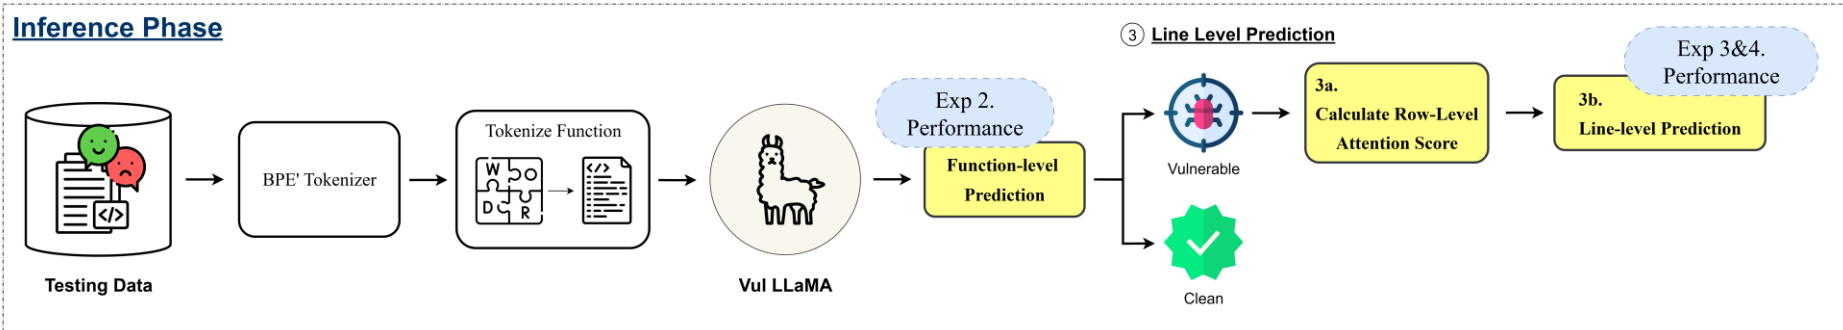 Inference Phase
Testing Data
BPE' Tokenizer
Tokenize Function
W
D
R
</>
</>
Vul LLaMA
Exp 2.
Performance
Function-level
Prediction
3 Line Level Prediction
Vulnerable
Clean
3a.
Calculate Row-Level
Attention Score
Exp 3&4.
Performance
3b.
Line-level Prediction